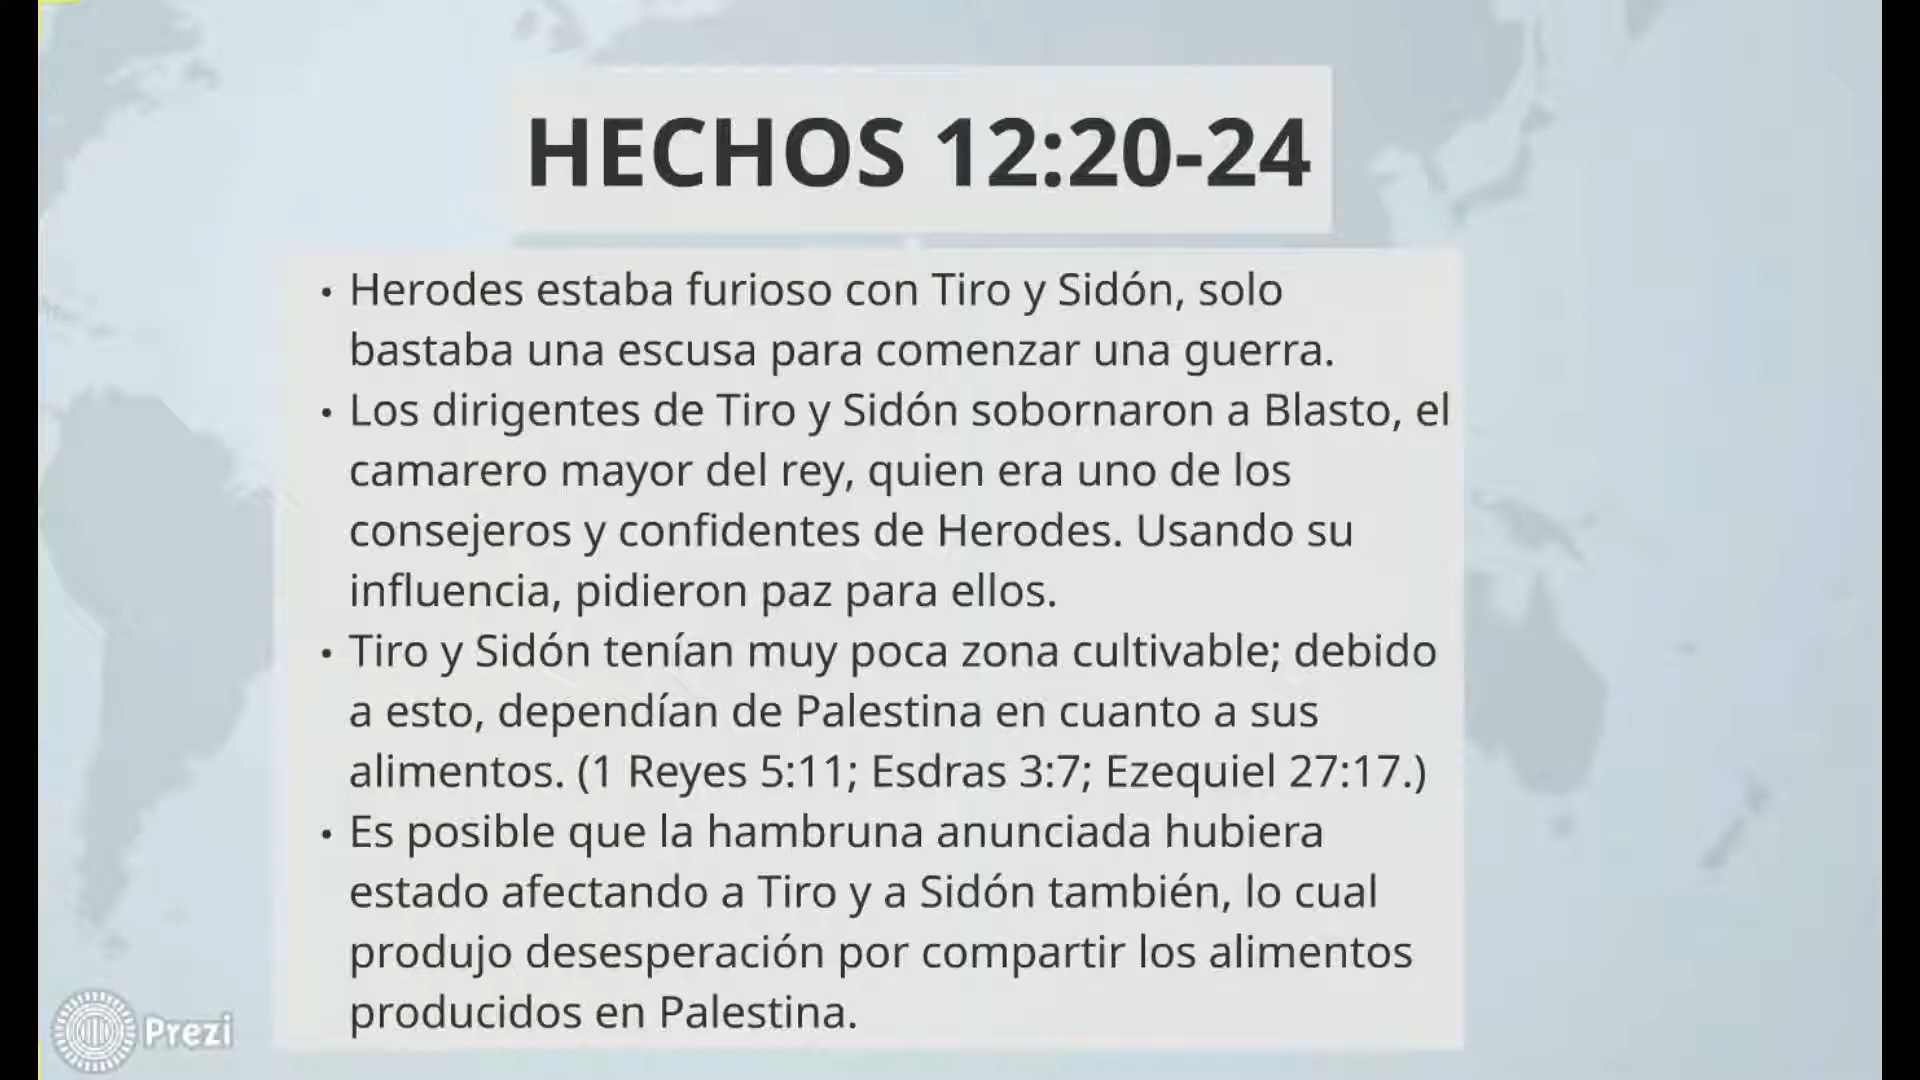 HECHOS 12:20-24
• Herodes estaba furioso con Tiro y Sidón, solo
bastaba una escusa para comenzar una guerra.
• Los dirigentes de Tiro y Sidón sobornaron a Blasto, el
camarero mayor del rey, quien era uno de los
consejeros y confidentes de Herodes. Usando su
influencia, pidieron paz para ellos.
• Tiro y Sidón tenían muy poca zona cultivable; debido
a esto, dependían de Palestina en cuanto a sus
alimentos. (1 Reyes 5:11; Esdras 3:7; Ezequiel 27:17.)
• Es posible que la hambruna anunciada hubiera
estado afectando a Tiro y a Sidón también, lo cual
produjo desesperación por compartir los alimentos
producidos en Palestina.
Prezi